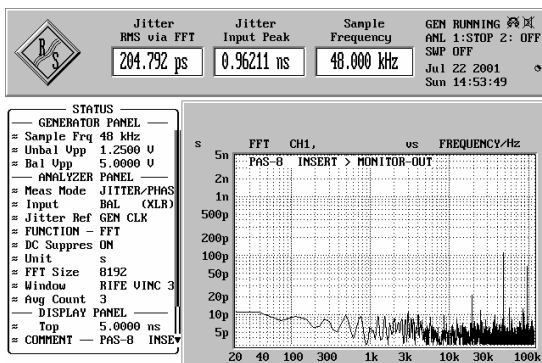 R S
Jitter
RMS via FFT
204.792 ps
Jitter
Input Peak
0.96211 ns
Sample
Frequency
48.000 kHz
GEN RUNNING
ANL 1:STOP 2: OFF
SWP OFF
Jul 22 2001
Sun 14:53:49
STATUS
GENERATOR PANEL
≈ Sample Frq 48 kHz
≈ Unbal Vpp 1.2500 V
≈ Bal Vpp 5.0000 V
ANALYZER PANEL
≈ Meas Mode JITTER/PHAS
≈ Input BAL (XLR)
≈ Jitter Ref GEN CLK
≈ FUNCTION — FFT
≈ DC Suppres ON
≈ Unit s
≈ FFT Size 8192
≈ Window RIFE VINC 3
≈ Avg Count 3
DISPLAY PANEL
≈ Top 5.0000 ns
≈ COMMENT — PAS-8 INSE
s FFT CH1, vs FREQUENCY/Hz
PAS-8 INSERT > MONITOR-OUT
5n
2n
1n
500p
200p
100p
50p
20p
10p
5p
20 40 100 300 1k 3k 10k 30k 100k